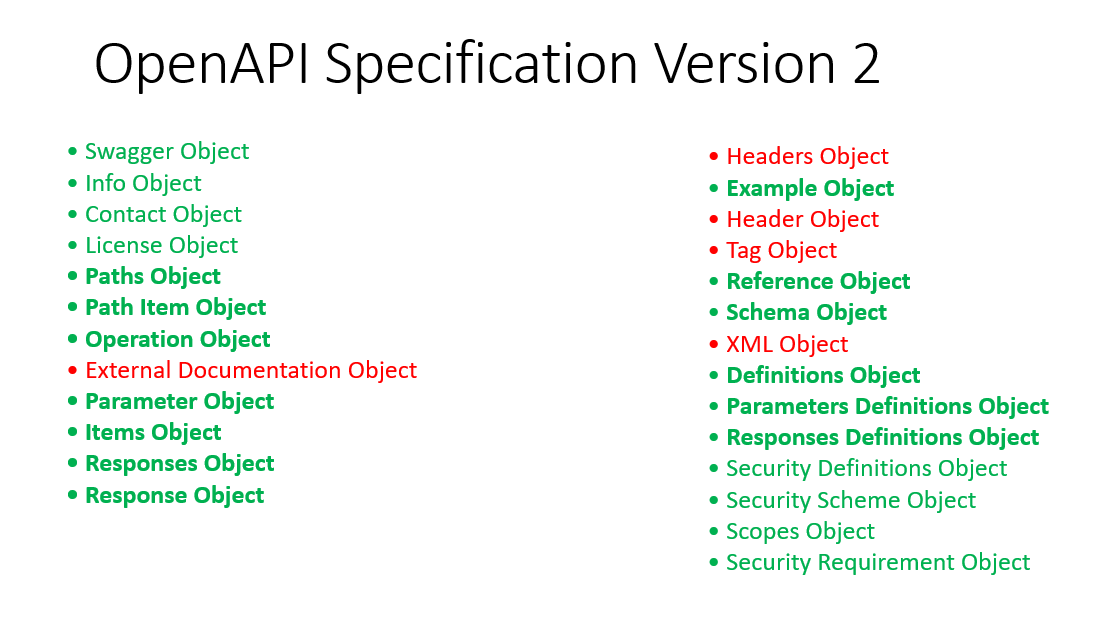 OpenAPI Specification Version 2
• Swagger Object
• Info Object
• Contact Object
• License Object
• Paths Object
• Path Item Object
• Operation Object
• External Documentation Object
• Parameter Object
• Items Object
• Responses Object
• Response Object
• Headers Object
• Example Object
• Header Object
• Tag Object
• Reference Object
• Schema Object
• XML Object
• Definitions Object
• Parameters Definitions Object
• Responses Definitions Object
• Security Definitions Object
• Security Scheme Object
• Scopes Object
• Security Requirement Object